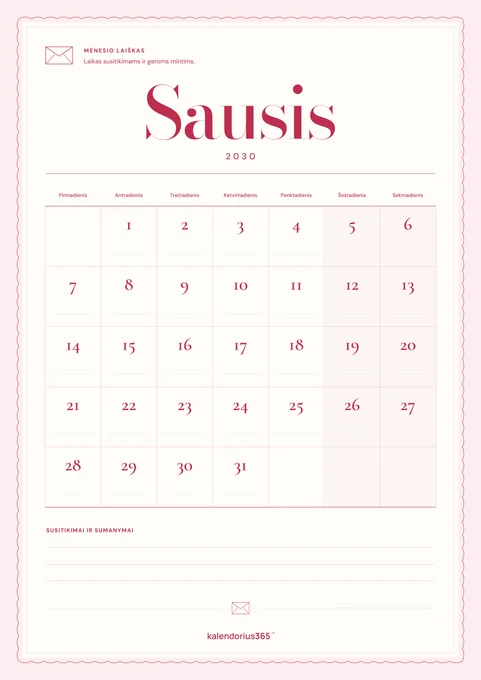 MĖNESIO LAIŠKAS
Laikas susitikimams ir geroms mintims.
Sausis
2030
Pirmadienis Antradienis Trečiadienis Ketvirtadienis Penktadienis Šeštadienis Sekmadienis
1 2 3 4 5 6
7 8 9 10 11 12 13
14 15 16 17 18 19 20
21 22 23 24 25 26 27
28 29 30 31
SUSITIKIMAI IR SUMANYMAI
kalendorius365™